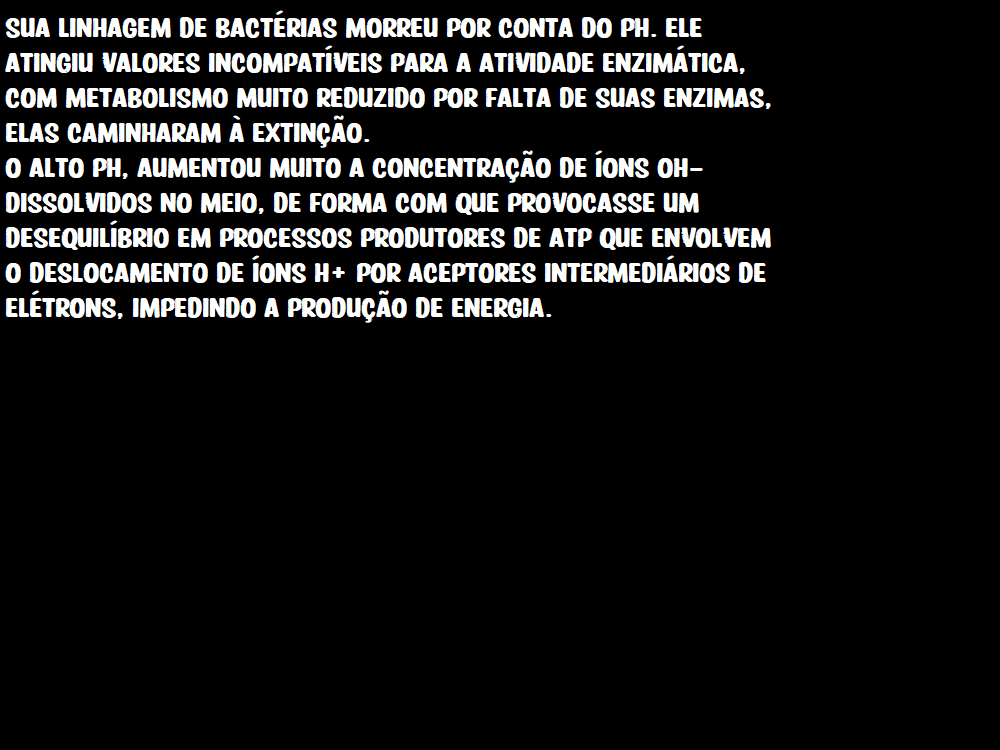 SUA LINHAGEM DE BACTÉRIAS MORREU POR CONTA DO PH. ELE
ATINGIU VALORES INCOMPATÍVEIS PARA A ATIVIDADE ENZIMÁTICA,
COM METABOLISMO MUITO REDUZIDO POR FALTA DE SUAS ENZIMAS,
ELAS CAMINHARAM À EXTINÇÃO.
O ALTO PH, AUMENTOU MUITO A CONCENTRAÇÃO DE ÍONS OH-
DISSOLVIDOS NO MEIO, DE FORMA COM QUE PROVOCASSE UM
DESEQUILÍBRIO EM PROCESSOS PRODUTORES DE ATP QUE ENVOLVEM
O DESLOCAMENTO DE ÍONS H+ POR ACEPTORES INTERMEDIÁRIOS DE
ELÉTRONS, IMPEDINDO A PRODUÇÃO DE ENERGIA.